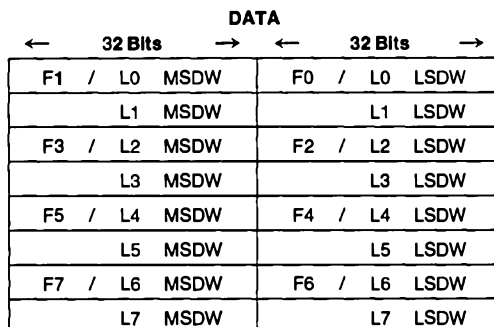 DATA
← 32 Bits → ← 32 Bits →
F1 / L0 MSDW F0 / L0 LSDW
L1 MSDW L1 LSDW
F3 / L2 MSDW F2 / L2 LSDW
L3 MSDW L3 LSDW
F5 / L4 MSDW F4 / L4 LSDW
L5 MSDW L5 LSDW
F7 / L6 MSDW F6 / L6 LSDW
L7 MSDW L7 LSDW